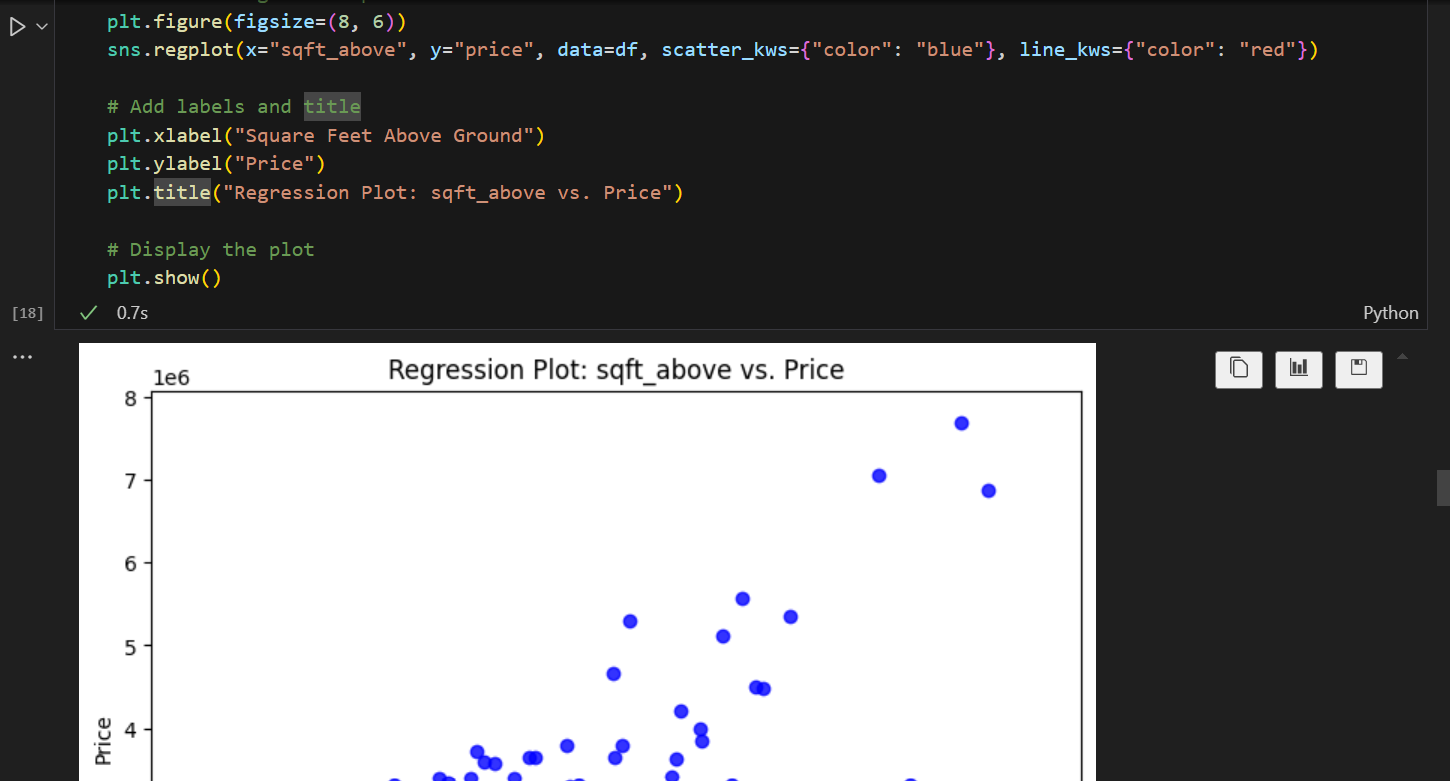 plt.figure(figsize=(8, 6))
sns.regplot(x="sqft_above", y="price", data=df, scatter_kws={"color": "blue"}, line_kws={"color": "red"})
# Add labels and title
plt.xlabel("Square Feet Above Ground")
plt.ylabel("Price")
plt.title("Regression Plot: sqft_above vs. Price")
# Display the plot
plt.show()
[18]
0.7s
Python
...
Regression Plot: sqft_above vs. Price
1e6
8
7
6
5
4
Price